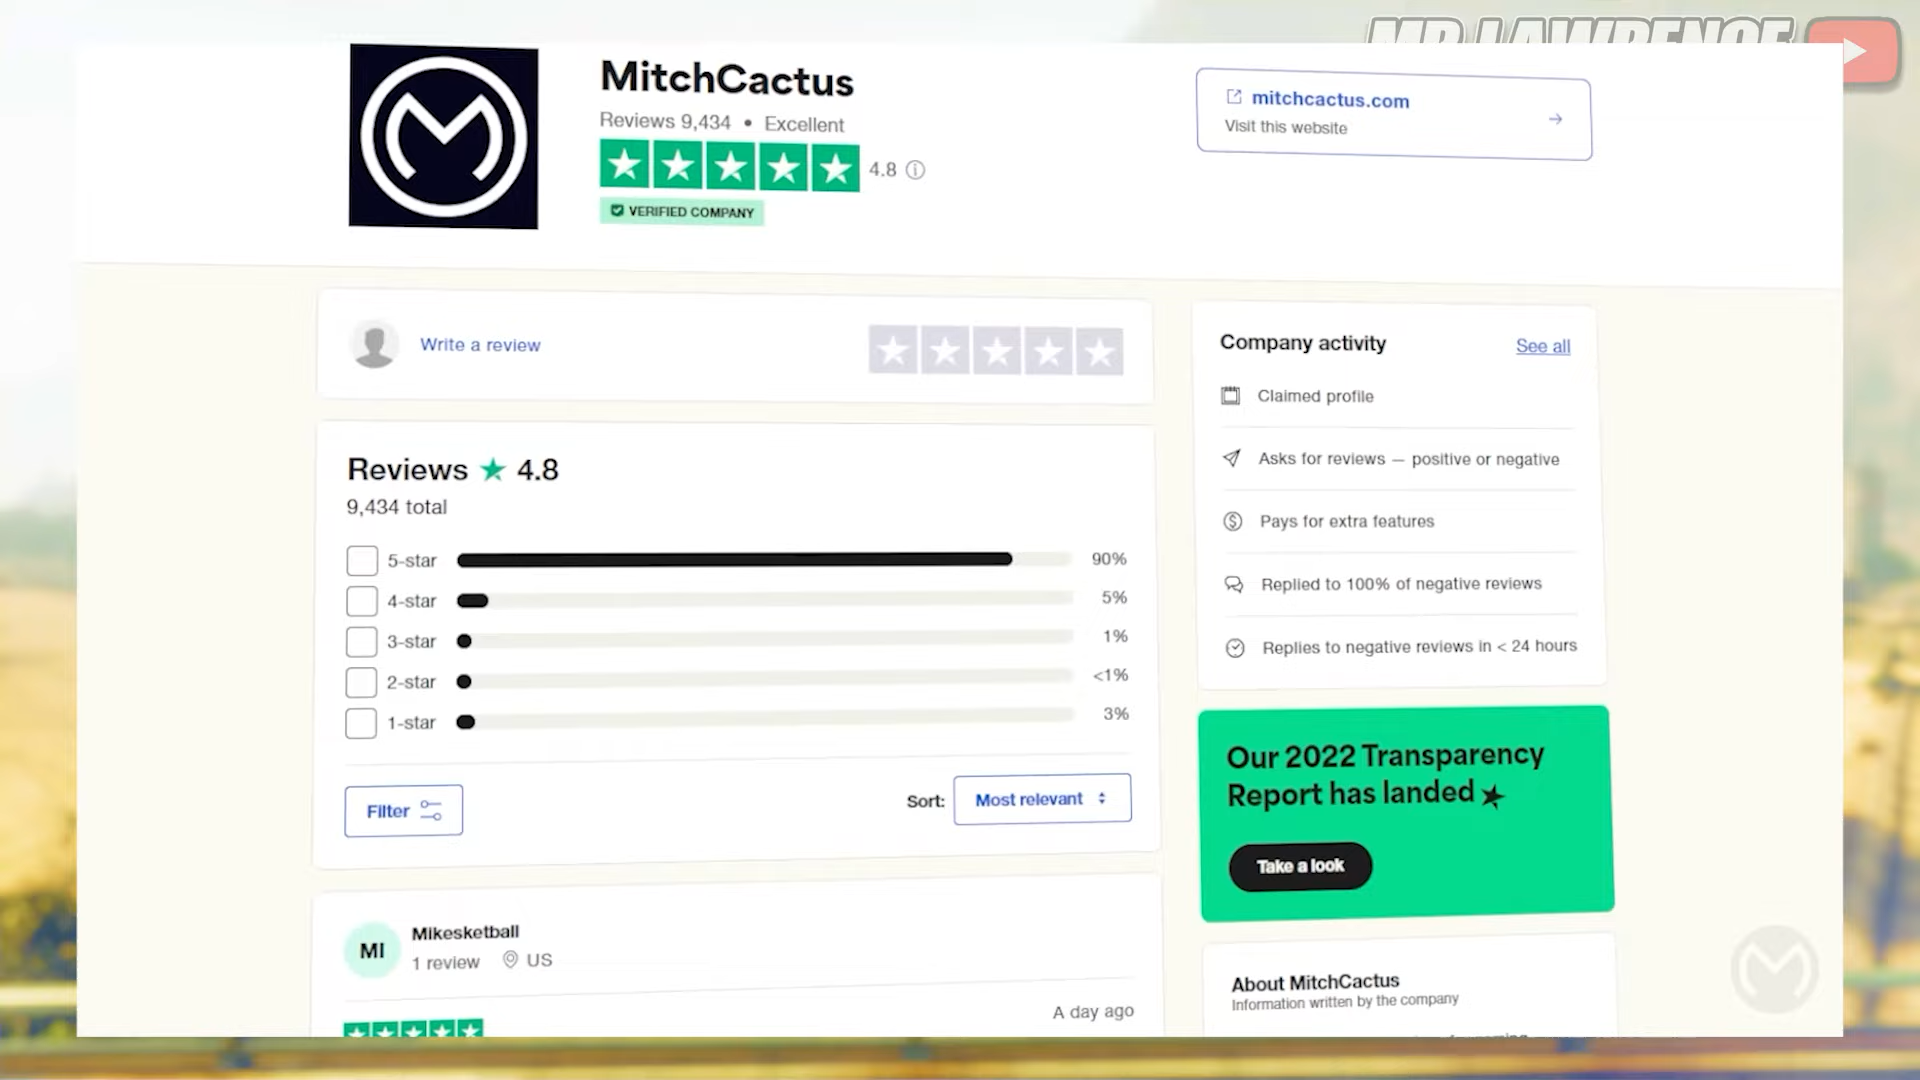 MR LAWRENCE
MitchCactus
Reviews 9,434 • Excellent
4.8
VERIFIED COMPANY
mitchcactus.com
Visit this website
Write a review
Company activity
See all
Claimed profile
Asks for reviews — positive or negative
Pays for extra features
Replied to 100% of negative reviews
Replies to negative reviews in < 24 hours
Reviews ★ 4.8
9,434 total
5-star 90%
4-star 5%
3-star 1%
2-star <1%
1-star 3%
Filter
Sort: Most relevant
Our 2022 Transparency
Report has landed
Take a look
MI
Mikesketball
1 review US
A day ago
About MitchCactus
Information written by the company